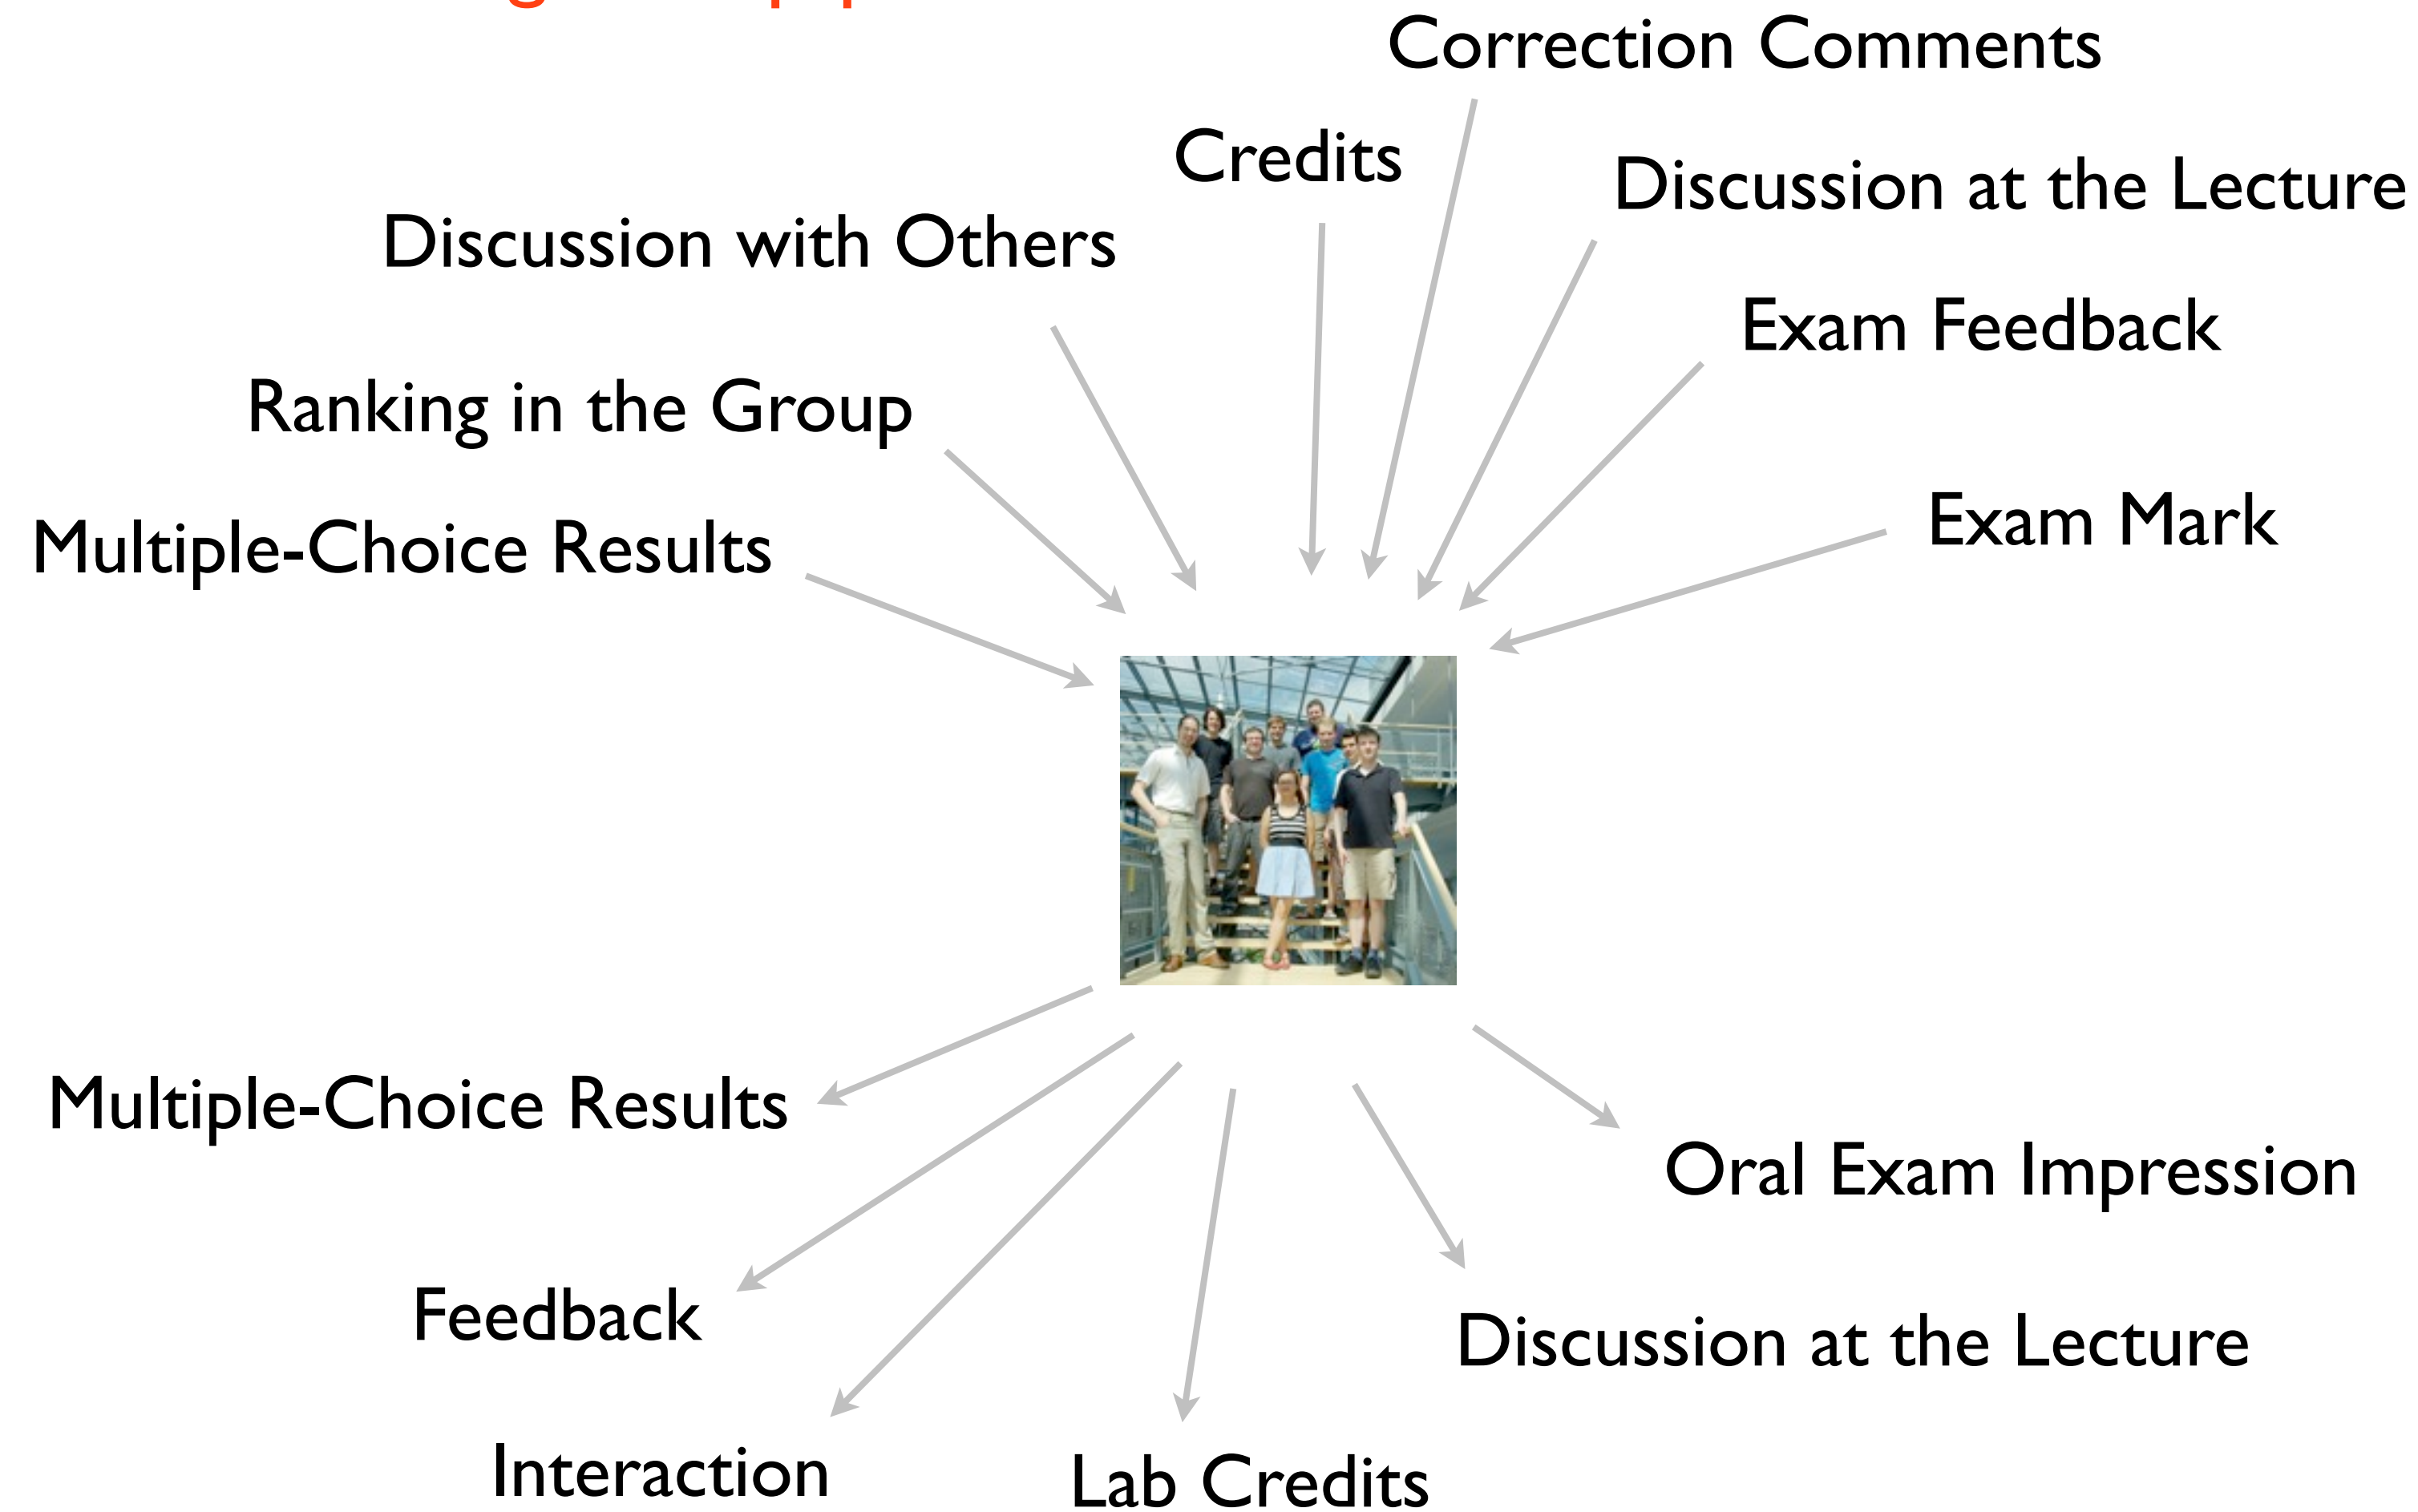 Correction Comments
Credits
Discussion at the Lecture
Discussion with Others
Exam Feedback
Ranking in the Group
Exam Mark
Multiple-Choice Results
Multiple-Choice Results
Oral Exam Impression
Feedback
Discussion at the Lecture
Interaction
Lab Credits